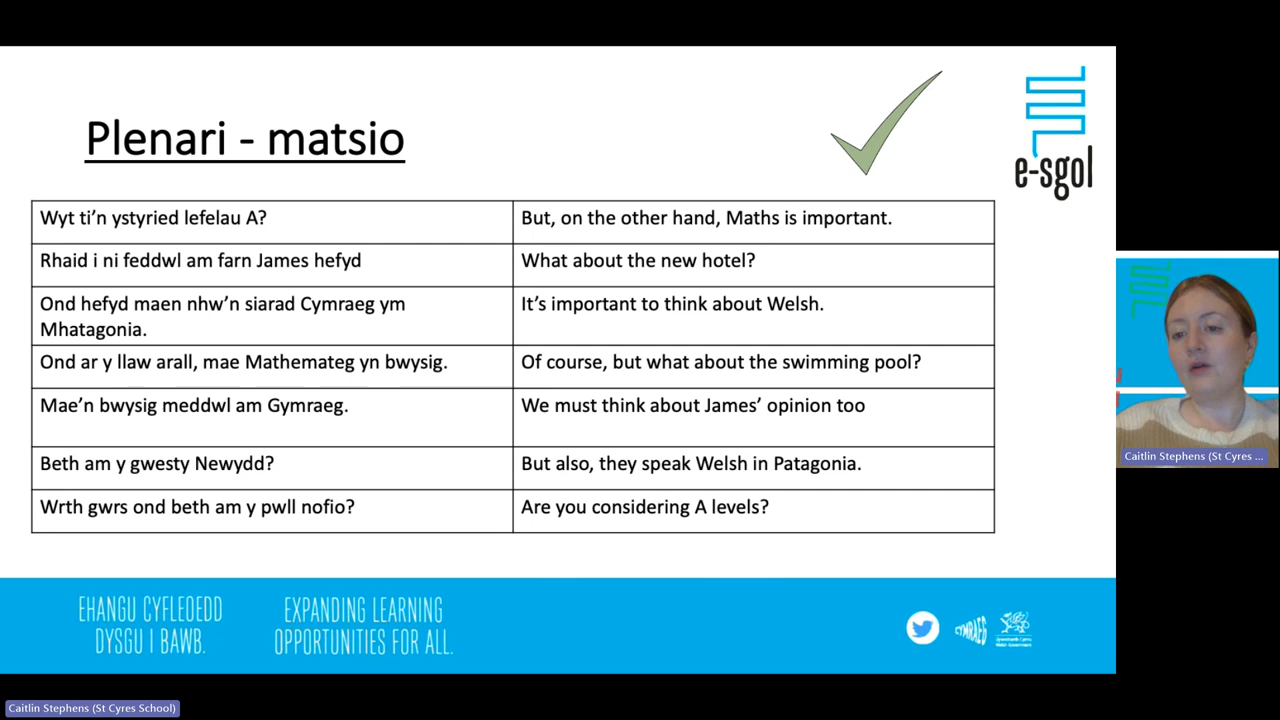 Plenari - matsio
e-sgol
Wyt ti'n ystyried lefelau A?
But, on the other hand, Maths is important.
Rhaid i ni feddwl am farn James hefyd
What about the new hotel?
Ond hefyd maen nhw'n siarad Cymraeg ym
Mhatagonia.
It's important to think about Welsh.
Ond ar y llaw arall, mae Mathemateg yn bwysig.
Of course, but what about the swimming pool?
Mae'n bwysig meddwl am Gymraeg.
We must think about James' opinion too
Beth am y gwesty Newydd?
But also, they speak Welsh in Patagonia.
Wrth gwrs ond beth am y pwll nofio?
Are you considering A levels?
EHANGU CYFLEOEDD
DYSGU I BAWB.
EXPANDING LEARNING
OPPORTUNITIES FOR ALL.
CYMRAEG
Welsh Government
Caitlin Stephens (St Cyres ...
Caitlin Stephens (St Cyres School)